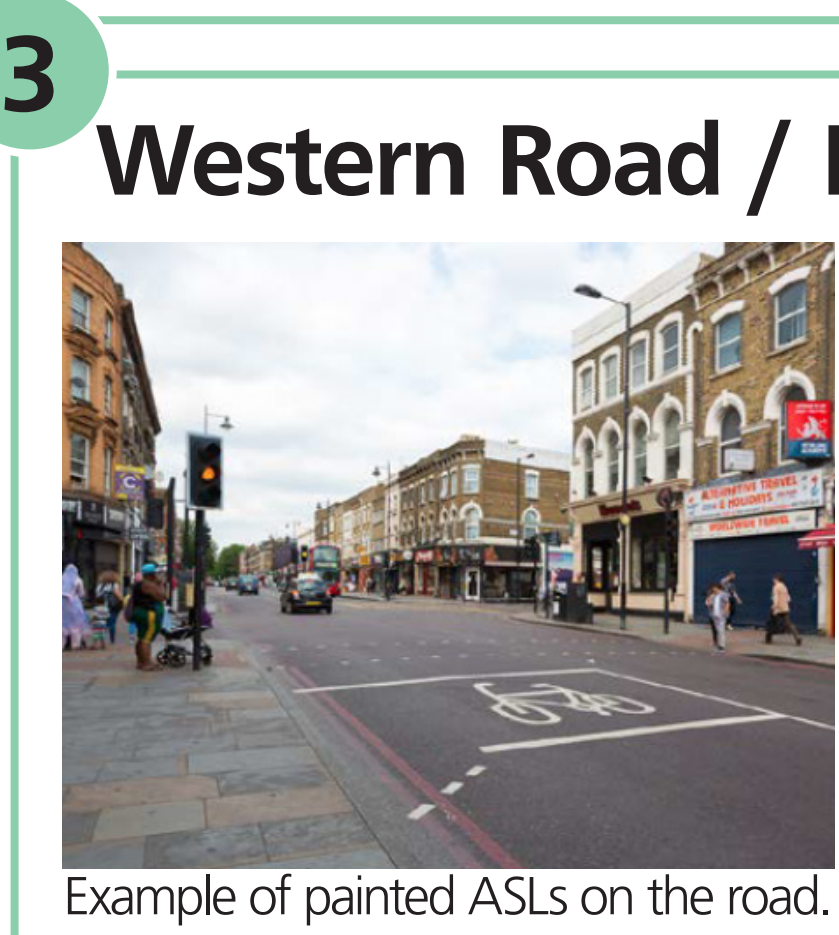 3
Western Road /
C
ALTERNATIVE TRAVEL
& HOLIDAYS
WORLDWIDE TRAVEL
Example of painted ASLs on the road.